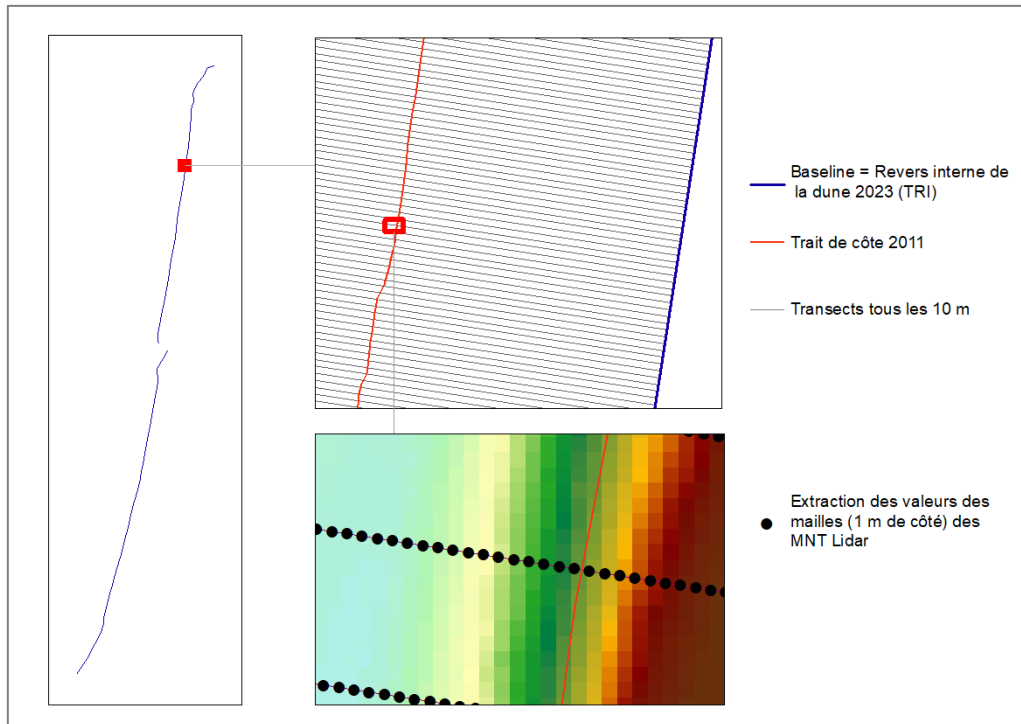 Baseline = Revers interne de
la dune 2023 (TRI)
Trait de côte 2011
Transects tous les 10 m
Extraction des valeurs des
mailles (1 m de côté) des
MNT Lidar